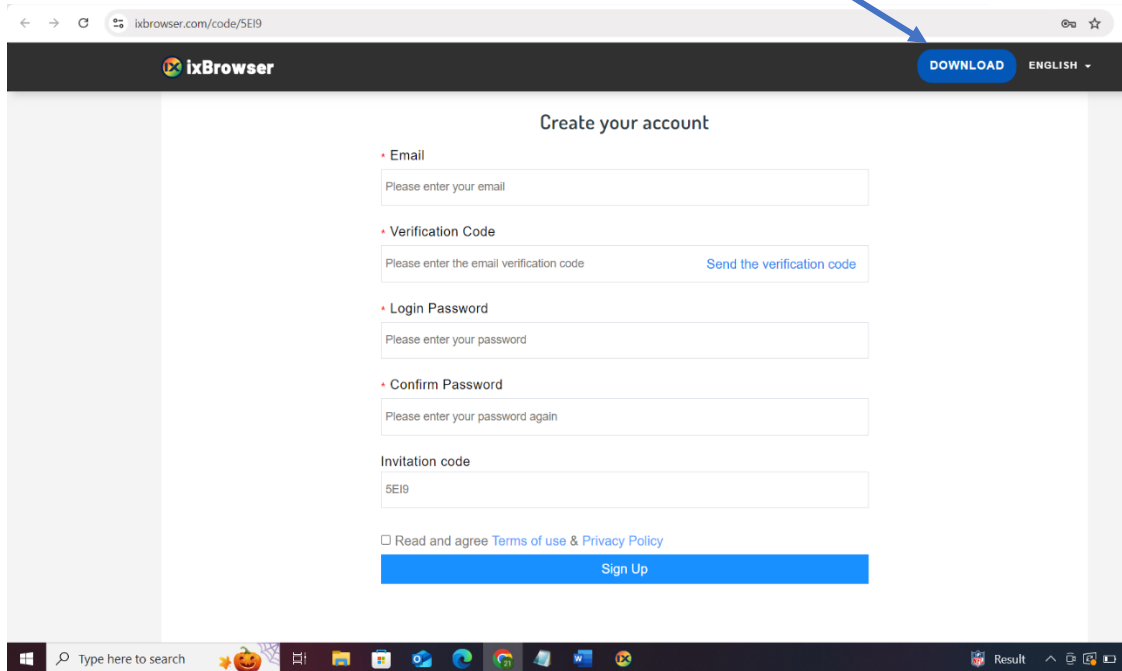 ixbrowser.com/code/5EI9
ixBrowser
DOWNLOAD
ENGLISH
Create your account
* Email
Please enter your email
* Verification Code
Please enter the email verification code
Send the verification code
* Login Password
Please enter your password
* Confirm Password
Please enter your password again
Invitation code
5EI9
Read and agree Terms of use & Privacy Policy
Sign Up
Type here to search
Result